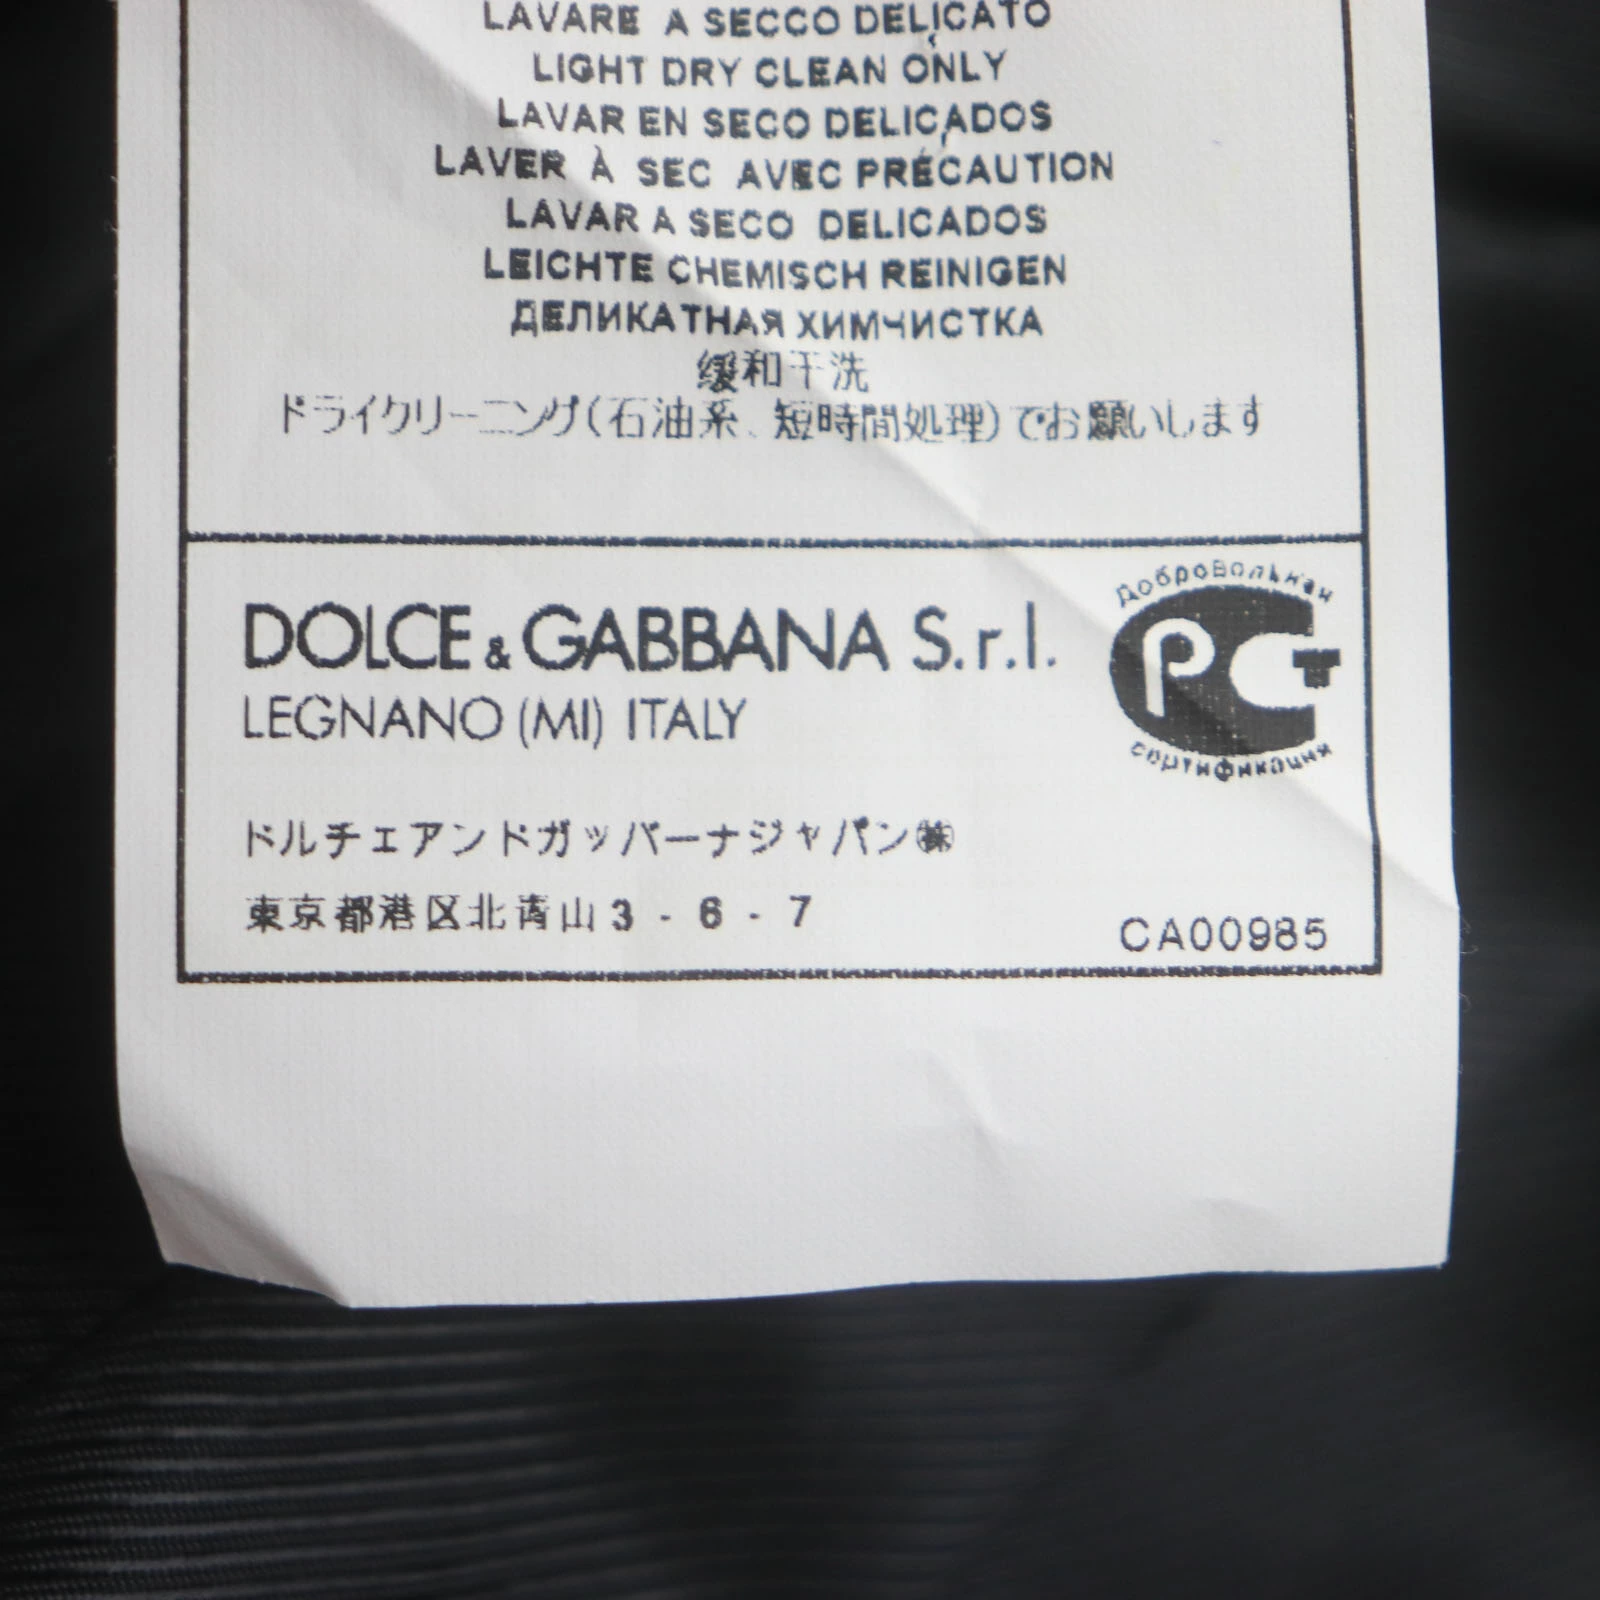 LAVARE A SECCO DELICATO
LIGHT DRY CLEAN ONLY
LAVAR EN SECO DELICADOS
LAVER À SEC AVEC PRÉCAUTION
LAVAR A SECO DELICADOS
LEICHTE CHEMISCH REINIGEN
ДЕЛИКАТНАЯ ХИМЧИСТКА
缓和干洗
ドライクリーニング(石油系、短時間処理)でお願いします
DOLCE & GABBANA S.r.l.
LEGNANO (MI) ITALY
Добровольная
РСТ
сертификация
ドルチェアンドガッバーナジャパン㈱
東京都港区北青山3-6-7
CA00985